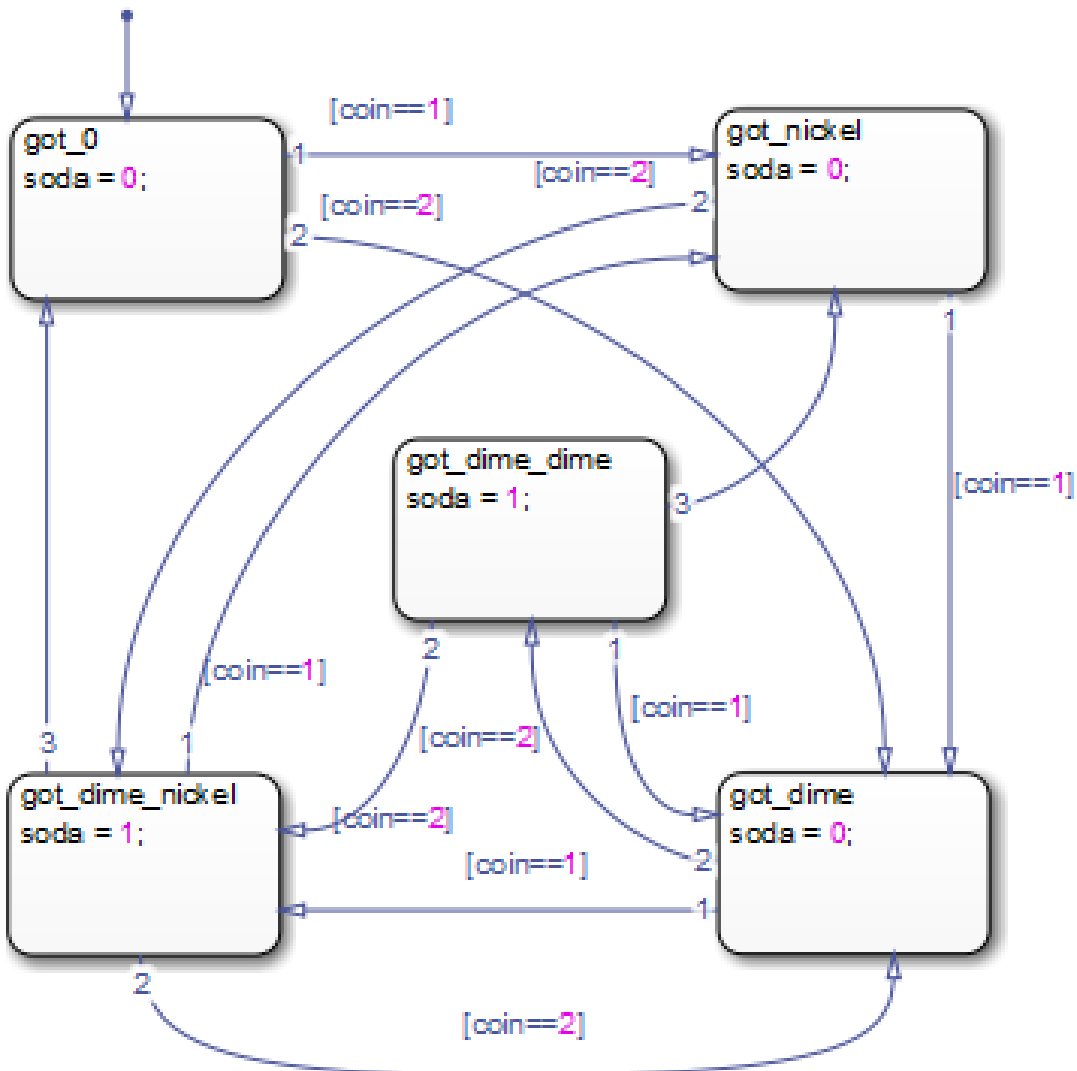 [coin==1]
got_0
soda = 0;
1
got_nickel
soda = 0;
[coin==2]
2
[coin==2]
2
1
got_dime_dime
soda = 1;
3
[coin==1]
2
1
[coin==1]
[coin==1]
[coin==2]
3
1
got_dime_nickel
soda = 1;
[coin==2]
got_dime
soda = 0;
2
[coin==1]
1
2
[coin==2]